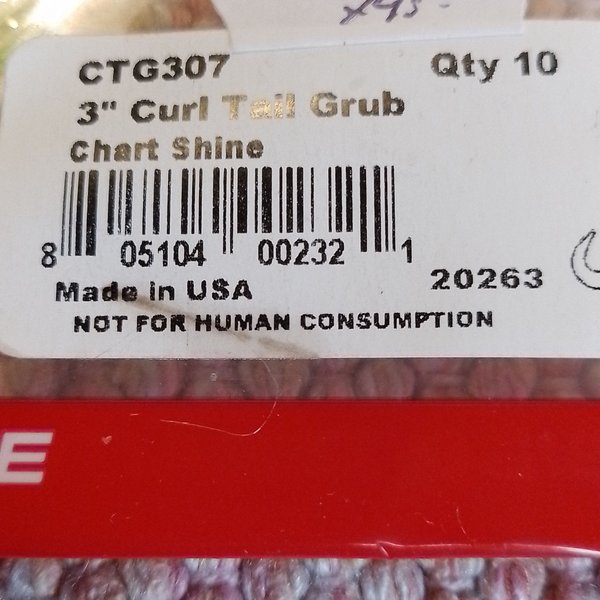 CTG307 Qty 10
3" Curl Tail Grub
Chart Shine
8 05104 00232 1
20263
Made in USA
NOT FOR HUMAN CONSUMPTION
E